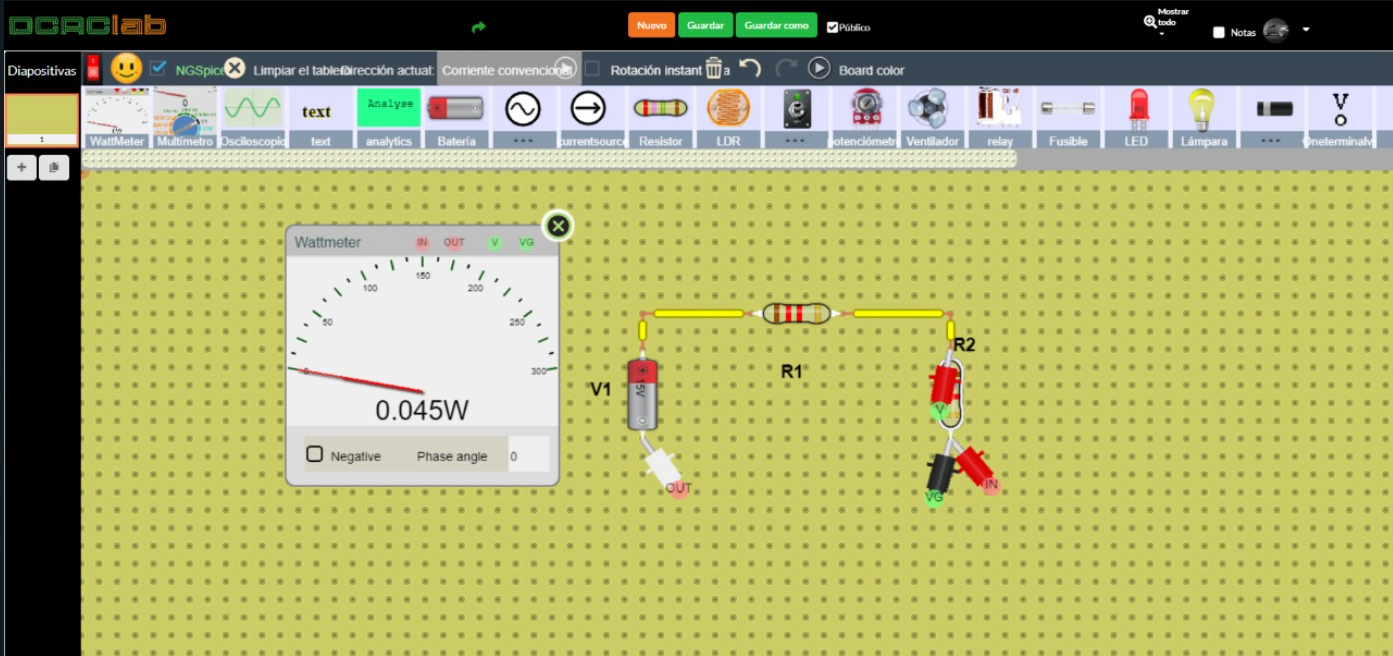 DCAClab
Nuevo
Guardar
Guardar como
Público
Mostrar
todo
Notas
Diapositivas
NGSpice
Limpiar el tablero
Dirección actual:
Corriente convencional
Rotación instant a
Board color
1
WattMeter
Multímetro
Osciloscopio
text
text
Analyse
analytics
Batería
...
currentsource
Resistor
LDR
...
potenciómetro
Ventilador
relay
Fusible
LED
Lámpara
...
V
Oneterminalv
Wattmeter
IN
OUT
V
VG
0
50
100
150
200
250
300
0.045W
Negative
Phase angle
0
V1
15V
OUT
R1
R2
V
VG
IN